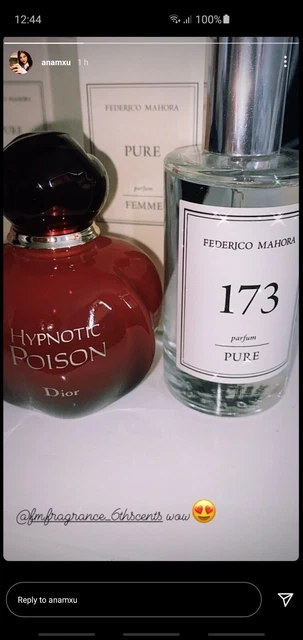 12:44
100%
anamxu 1 h
FEDERICO MAHORA
PURE
parfum
FEMME
FEDERICO MAHORA
173
parfum
PURE
HYPNOTIC
POISON
Dior
@fmfragrance_6thscents wow😍
Reply to anamxu